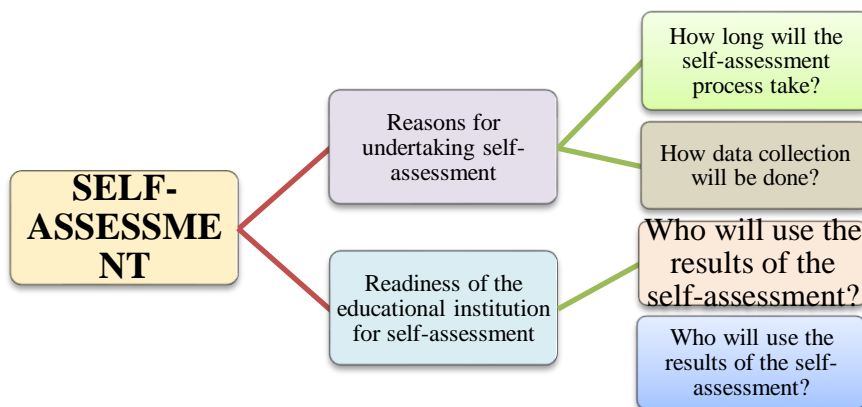 SELF-
ASSESSME
NT
Reasons for
undertaking self-
assessment
How long will the
self-assessment
process take?
How data collection
will be done?
Readiness of the
educational institution
for self-assessment
Who will use the
results of the
self-assessment?
Who will use the
results of the self-
assessment?